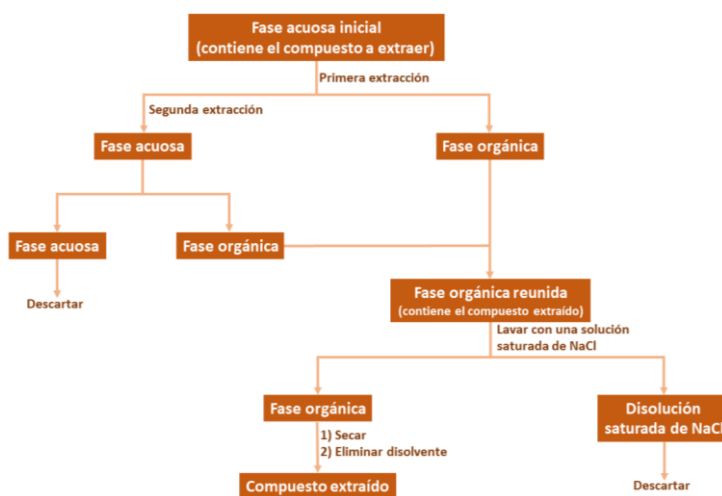 Fase acuosa inicial
(contiene el compuesto a extraer)
Primera extracción
Segunda extracción
Fase acuosa
Fase orgánica
Fase acuosa
Fase orgánica
Descartar
Fase orgánica reunida
(contiene el compuesto extraído)
Lavar con una solución
saturada de NaCl
Fase orgánica
Disolución
saturada de NaCl
1) Secar
2) Eliminar disolvente
Compuesto extraído
Descartar